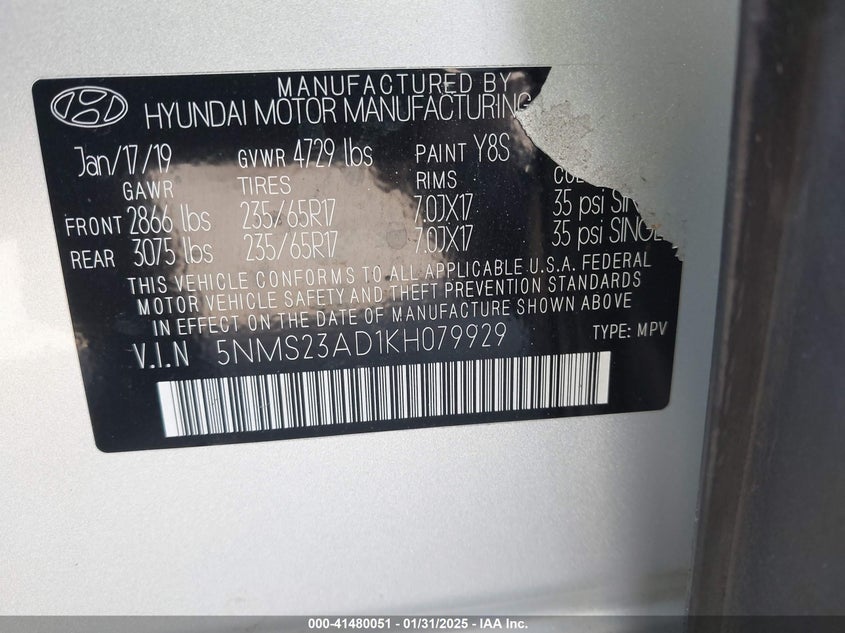 MANUFACTURED BY
HYUNDAI MOTOR MANUFACTURING
Jan/17/19 GVWR 4729 lbs PAINT Y8S
GAWR TIRES RIMS
FRONT 2866 lbs 235/65R17 7.0JX17 35 psi
REAR 3075 lbs 235/65R17 7.0JX17 35 psi
THIS VEHICLE CONFORMS TO ALL APPLICABLE U.S.A. FEDERAL
MOTOR VEHICLE SAFETY AND THEFT PREVENTION STANDARDS
IN EFFECT ON THE DATE OF MANUFACTURE SHOWN ABOVE
V.I.N 5NMS23AD1KH079929 TYPE: MPV
000-41480051 - 01/31/2025 - IAA Inc.